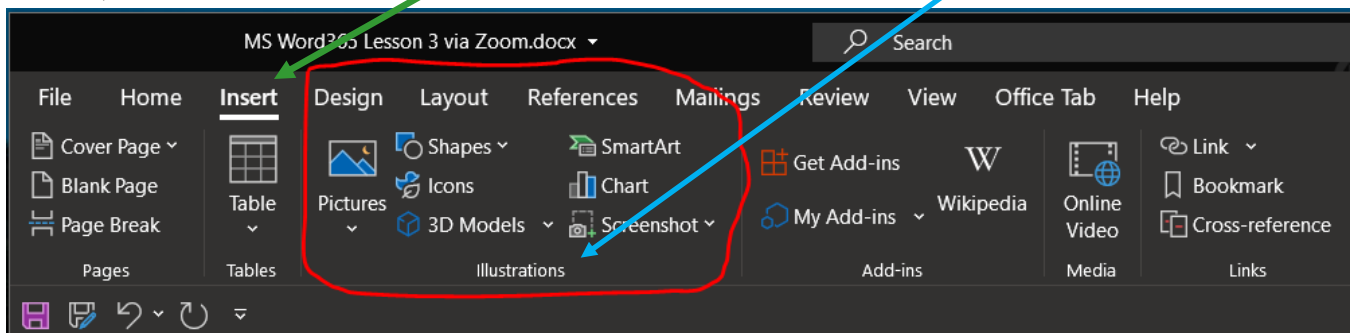 MS Word365 Lesson 3 via Zoom.docx
Search
File Home Insert Design Layout References Mailings Review View Office Tab Help
Cover Page Shapes SmartArt Get Add-ins W Link
Blank Page Table Pictures Icons Chart Wikipedia Online Video Bookmark
Page Break 3D Models Screenshot My Add-ins Cross-reference
Pages Tables Illustrations Add-ins Media Links